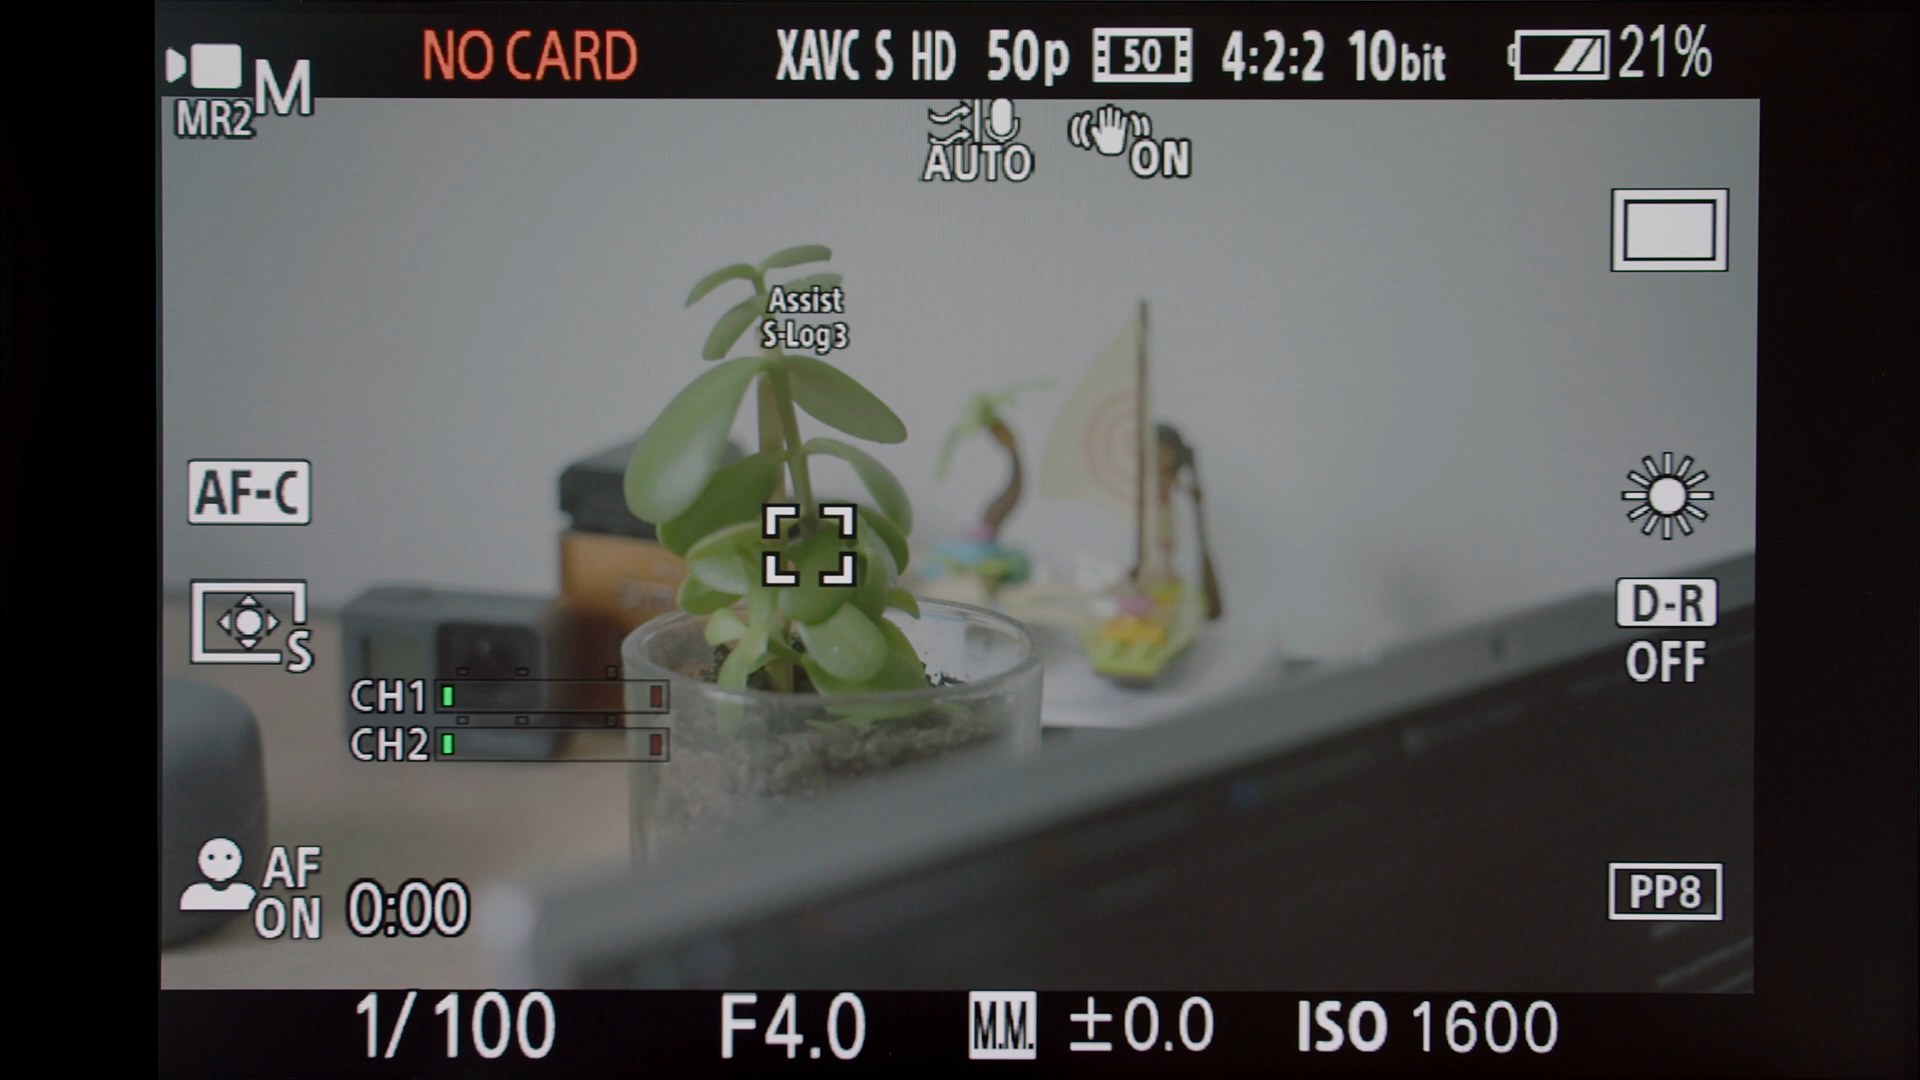 MR2 M
NO CARD
XAVC S HD 50p 50 4:2:2 10bit 21%
AUTO
ON
Assist
S-Log3
AF-C
S
D-R
OFF
CH1
CH2
AF
ON
0:00
PP8
1/100 F4.0 M.M. ±0.0 ISO 1600